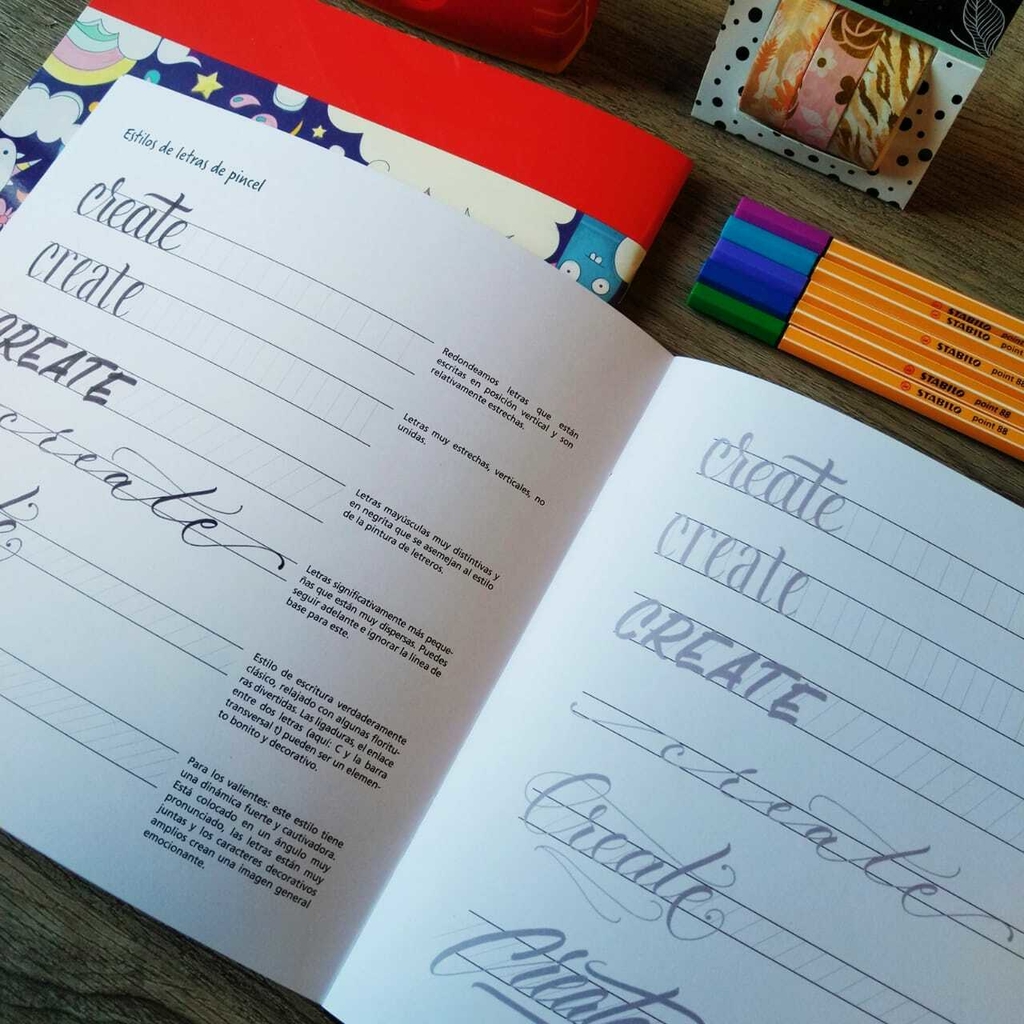 Estilos de letras de pincel
create
create
CREATE
create
Redondeamos letras que están
escritas en posición vertical y son
relativamente estrechas.
Letras muy estrechas, verticales, no
unidas.
Letras mayúsculas muy distintivas y
en negrita que se asemejan al estilo
de la pintura de letreros.
Letras significativamente más peque-
ñas que están muy dispersas. Puedes
seguir adelante e ignorar la línea de
base para este.
Estilo de escritura verdaderamente
clásico, relajado con algunas floritu-
ras divertidas. Las ligaduras, el enlace
entre dos letras (aquí: C y la barra
transversal t) pueden ser un elemen-
to bonito y decorativo.
Para los valientes: este estilo tiene
una dinámica fuerte y cautivadora.
Está colocado en un ángulo muy
pronunciado, las letras están muy
juntas y los caracteres decorativos
amplios crean una imagen general
emocionante.
create
create
CREATE
create
Create
Create
STABILO point
STABILO point
STABILO point 88
STABILO point 88
STABILO point 88